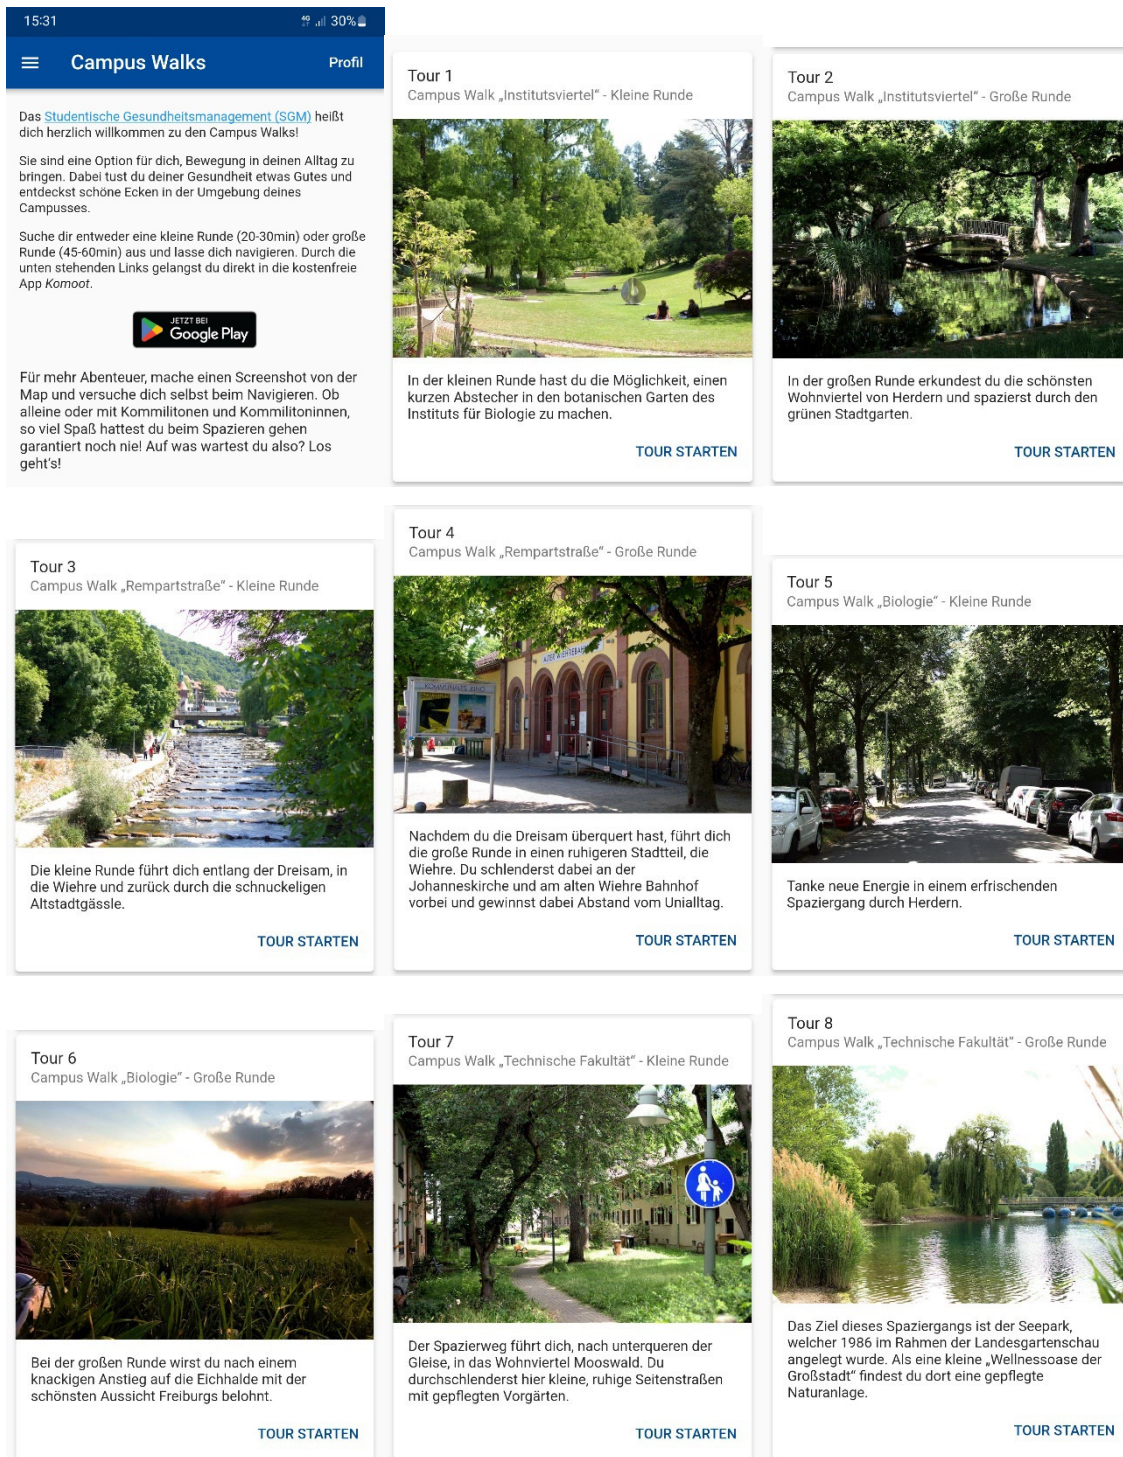 15:31
4G 30%
Campus Walks
Profil
Das Studentische Gesundheitsmanagement (SGM) heißt
dich herzlich willkommen zu den Campus Walks!
Sie sind eine Option für dich, Bewegung in deinen Alltag zu
bringen. Dabei tust du deiner Gesundheit etwas Gutes und
entdeckst schöne Ecken in der Umgebung deines
Campusses.
Suche dir entweder eine kleine Runde (20-30min) oder große
Runde (45-60min) aus und lasse dich navigieren. Durch die
unten stehenden Links gelangst du direkt in die kostenfreie
App Komoot.
JETZT BEI
Google Play
Für mehr Abenteuer, mache einen Screenshot von der
Map und versuche dich selbst beim Navigieren. Ob
alleine oder mit Kommilitonen und Kommilitoninnen,
so viel Spaß hattest du beim Spazieren gehen
garantiert noch nie! Auf was wartest du also? Los
geht's!
Tour 1
Campus Walk „Institutsviertel" - Kleine Runde
In der kleinen Runde hast du die Möglichkeit, einen
kurzen Abstecher in den botanischen Garten des
Instituts für Biologie zu machen.
TOUR STARTEN
Tour 2
Campus Walk „Institutsviertel" - Große Runde
In der großen Runde erkundest du die schönsten
Wohnviertel von Herdern und spazierst durch den
grünen Stadtgarten.
TOUR STARTEN
Tour 3
Campus Walk „Rempartstraße" - Kleine Runde
Die kleine Runde führt dich entlang der Dreisam, in
die Wiehre und zurück durch die schnuckeligen
Altstadtgässle.
TOUR STARTEN
Tour 4
Campus Walk „Rempartstraße" - Große Runde
ALTER WIEHREBAHNHOF
KOMMUNALES KINO
Nachdem du die Dreisam überquert hast, führt dich
die große Runde in einen ruhigeren Stadtteil, die
Wiehre. Du schlenderst dabei an der
Johanneskirche und am alten Wiehre Bahnhof
vorbei und gewinnst dabei Abstand vom Unialltag.
TOUR STARTEN
Tour 5
Campus Walk „Biologie" - Kleine Runde
Tanke neue Energie in einem erfrischenden
Spaziergang durch Herdern.
TOUR STARTEN
Tour 6
Campus Walk „Biologie" - Große Runde
Bei der großen Runde wirst du nach einem
knackigen Anstieg auf die Eichhalde mit der
schönsten Aussicht Freiburgs belohnt.
TOUR STARTEN
Tour 7
Campus Walk „Technische Fakultät" - Kleine Runde
Der Spazierweg führt dich, nach unterqueren der
Gleise, in das Wohnviertel Mooswald. Du
durchschlenderst hier kleine, ruhige Seitenstraßen
mit gepflegten Vorgärten.
TOUR STARTEN
Tour 8
Campus Walk „Technische Fakultät" - Große Runde
Das Ziel dieses Spaziergangs ist der Seepark,
welcher 1986 im Rahmen der Landesgartenschau
angelegt wurde. Als eine kleine „Wellnessoase der
Großstadt" findest du dort eine gepflegte
Naturanlage.
TOUR STARTEN